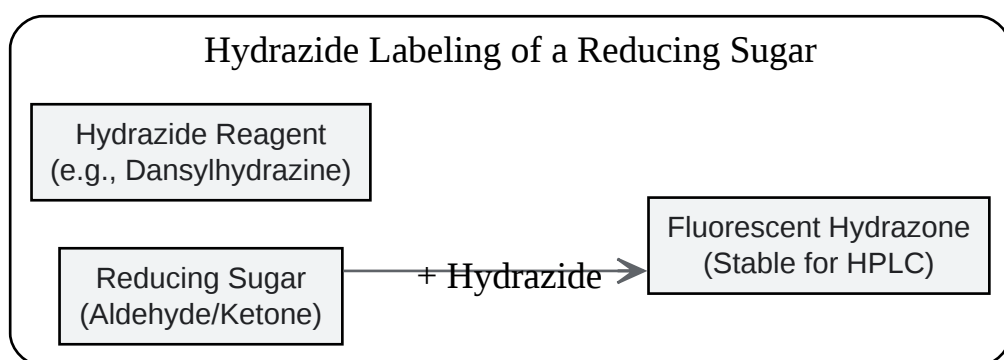 Hydrazide Labeling of a Reducing Sugar
Hydrazide Reagent
(e.g., Dansylhydrazine)
Reducing Sugar
(Aldehyde/Ketone)
+ Hydrazide
Fluorescent Hydrazone
(Stable for HPLC)